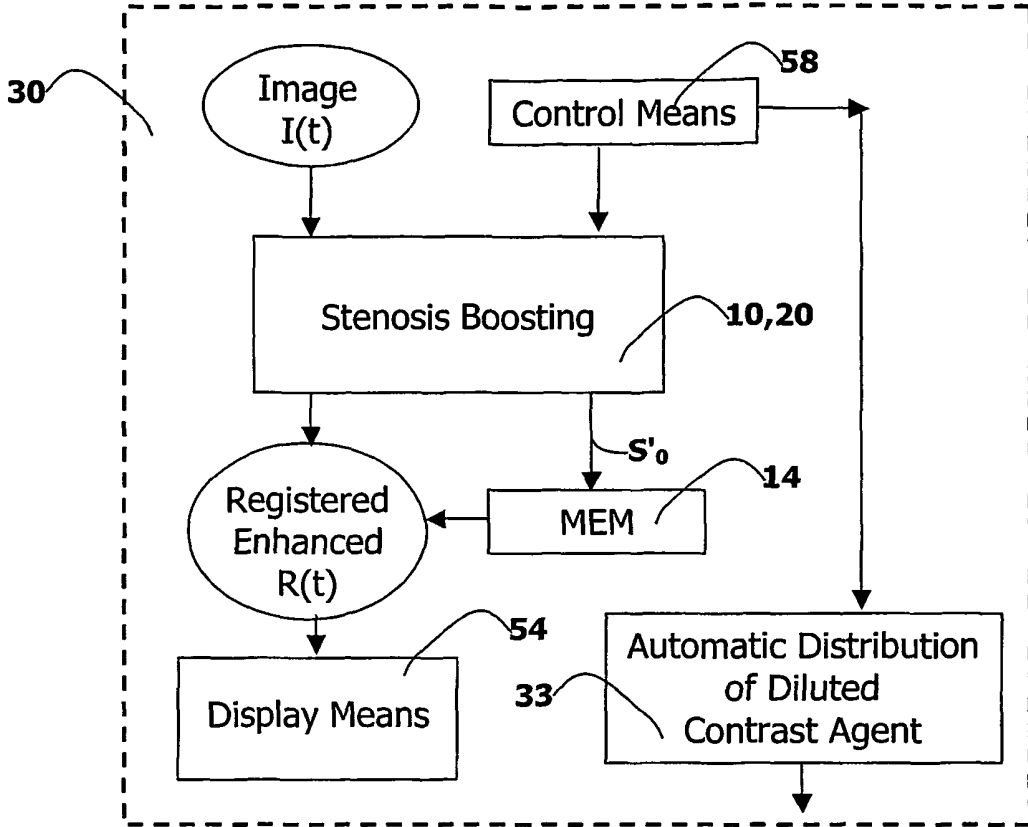 30
Image
I(t)
58
Control Means
Stenosis Boosting
10,20
S'₀
14
MEM
Registered
Enhanced
R(t)
54
Display Means
Automatic Distribution
of Diluted
Contrast Agent
33